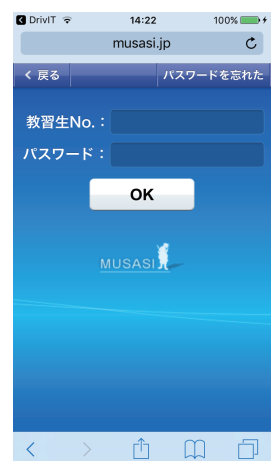 DrivIT 14:22 100%
musasi.jp
戻る パスワードを忘れた
教習生No.：
パスワード：
OK
MUSASI